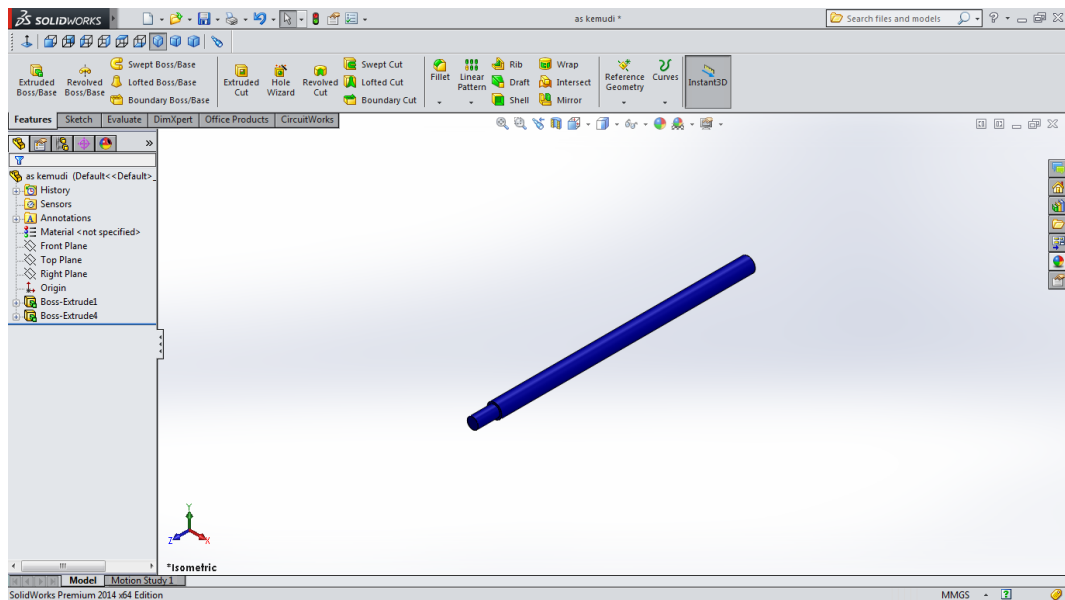 SOLIDWORKS
as kemudi *
Search files and models
Extruded Boss/Base
Revolved Boss/Base
Swept Boss/Base
Lofted Boss/Base
Boundary Boss/Base
Extruded Cut
Hole Wizard
Revolved Cut
Swept Cut
Lofted Cut
Boundary Cut
Fillet
Linear Pattern
Rib
Draft
Shell
Wrap
Intersect
Mirror
Reference Geometry
Curves
Instant3D
Features Sketch Evaluate DimXpert Office Products CircuitWorks
as kemudi (Default<<Default>_
History
Sensors
A Annotations
Material <not specified>
Front Plane
Top Plane
Right Plane
Origin
Boss-Extrude1
Boss-Extrude4
Y
Z X
*Isometric
Model Motion Study 1
SolidWorks Premium 2014 x64 Edition
MMGS